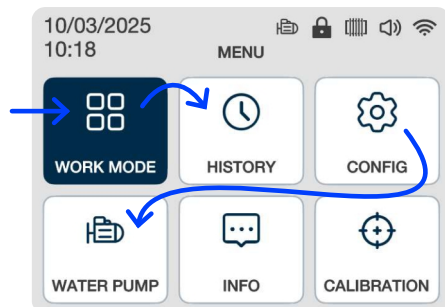 10/03/2025
10:18
MENU
WORK MODE
HISTORY
CONFIG
WATER PUMP
INFO
CALIBRATION